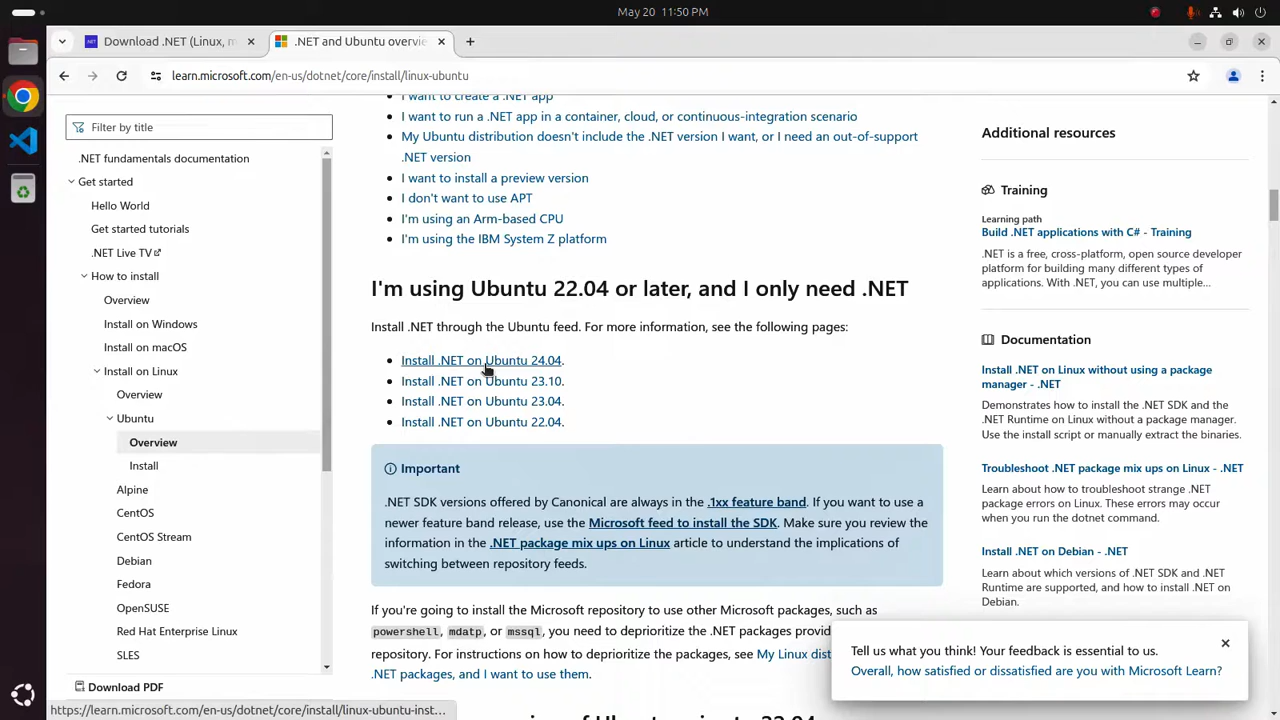 May 20 11:50 PM
Download .NET (Linux, m
.NET and Ubuntu overvie
learn.microsoft.com/en-us/dotnet/core/install/linux-ubuntu
Filter by title
.NET fundamentals documentation
Get started
Hello World
Get started tutorials
.NET Live TV
How to install
Overview
Install on Windows
Install on macOS
Install on Linux
Overview
Ubuntu
Overview
Install
Alpine
CentOS
CentOS Stream
Debian
Fedora
OpenSUSE
Red Hat Enterprise Linux
SLES
Download PDF
https://learn.microsoft.com/en-us/dotnet/core/install/linux-ubuntu-inst...
I want to create a .NET app
I want to run a .NET app in a container, cloud, or continuous-integration scenario
My Ubuntu distribution doesn't include the .NET version I want, or I need an out-of-support
.NET version
I want to install a preview version
I don't want to use APT
I'm using an Arm-based CPU
I'm using the IBM System Z platform
I'm using Ubuntu 22.04 or later, and I only need .NET
Install .NET through the Ubuntu feed. For more information, see the following pages:
Install .NET on Ubuntu 24.04.
Install .NET on Ubuntu 23.10.
Install .NET on Ubuntu 23.04.
Install .NET on Ubuntu 22.04.
Important
.NET SDK versions offered by Canonical are always in the .1xx feature band. If you want to use a
newer feature band release, use the Microsoft feed to install the SDK. Make sure you review the
information in the .NET package mix ups on Linux article to understand the implications of
switching between repository feeds.
If you're going to install the Microsoft repository to use other Microsoft packages, such as
powershell, mdatp, or mssql, you need to deprioritize the .NET packages provid
repository. For instructions on how to deprioritize the packages, see My Linux dist
.NET packages, and I want to use them.
Additional resources
Training
Learning path
Build .NET applications with C# - Training
.NET is a free, cross-platform, open source developer
platform for building many different types of
applications. With .NET, you can use multiple...
Documentation
Install .NET on Linux without using a package
manager - .NET
Demonstrates how to install the .NET SDK and the
.NET Runtime on Linux without a package manager.
Use the install script or manually extract the binaries.
Troubleshoot .NET package mix ups on Linux - .NET
Learn about how to troubleshoot strange .NET
package errors on Linux. These errors may occur
when you run the dotnet command.
Install .NET on Debian - .NET
Learn about which versions of .NET SDK and .NET
Runtime are supported, and how to install .NET on
Debian.
Tell us what you think! Your feedback is essential to us.
Overall, how satisfied or dissatisfied are you with Microsoft Learn?